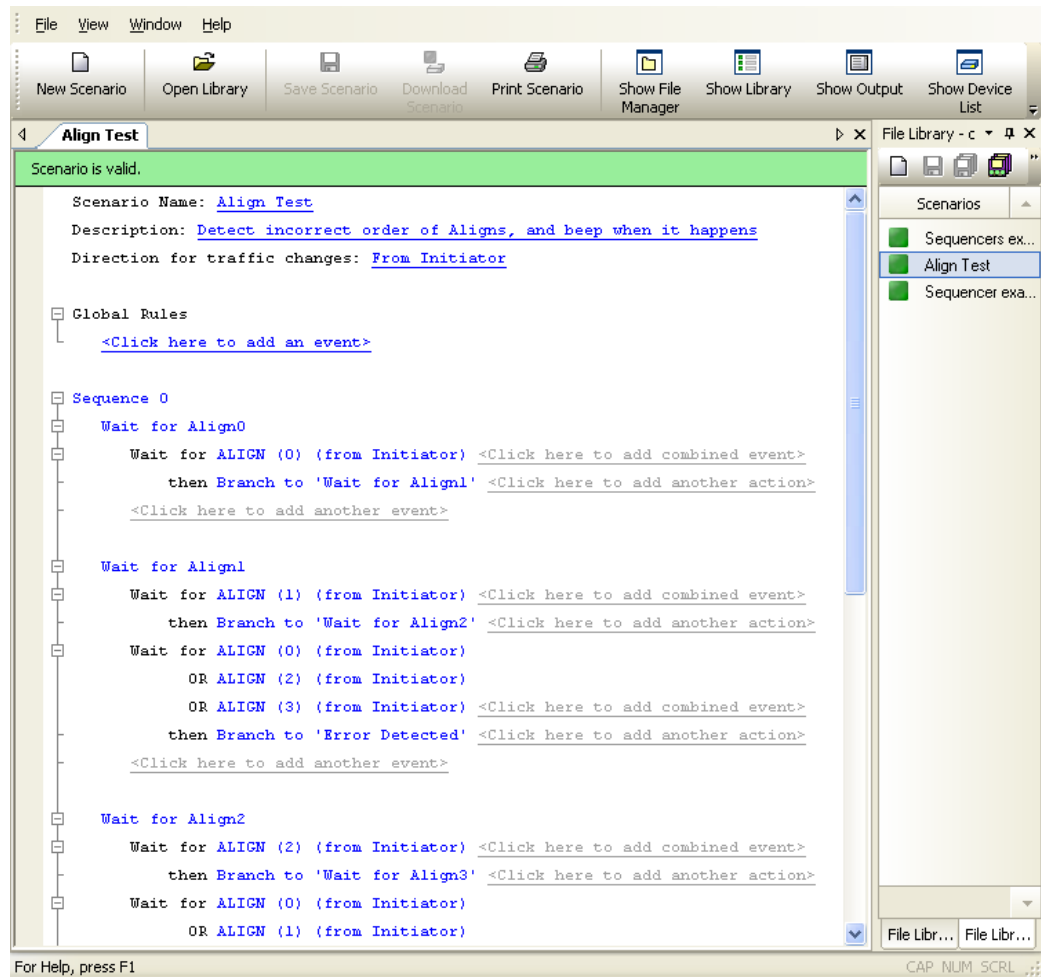 File View Window Help
New Scenario Open Library Save Scenario Download Scenario Print Scenario Show File Manager Show Library Show Output Show Device List
Align Test
File Library - c
Scenario is valid.
Scenario Name: Align Test
Description: Detect incorrect order of Aligns, and beep when it happens
Direction for traffic changes: From Initiator
Global Rules
<Click here to add an event>
Sequence 0
Wait for Align0
Wait for ALIGN (0) (from Initiator) <Click here to add combined event>
then Branch to 'Wait for Align1' <Click here to add another action>
<Click here to add another event>
Wait for Align1
Wait for ALIGN (1) (from Initiator) <Click here to add combined event>
then Branch to 'Wait for Align2' <Click here to add another action>
Wait for ALIGN (0) (from Initiator)
OR ALIGN (2) (from Initiator)
OR ALIGN (3) (from Initiator) <Click here to add combined event>
then Branch to 'Error Detected' <Click here to add another action>
<Click here to add another event>
Wait for Align2
Wait for ALIGN (2) (from Initiator) <Click here to add combined event>
then Branch to 'Wait for Align3' <Click here to add another action>
Wait for ALIGN (0) (from Initiator)
OR ALIGN (1) (from Initiator)
Scenarios
Sequencers ex...
Align Test
Sequencer exa...
File Libr... File Libr...
For Help, press F1
CAP NUM SCRL